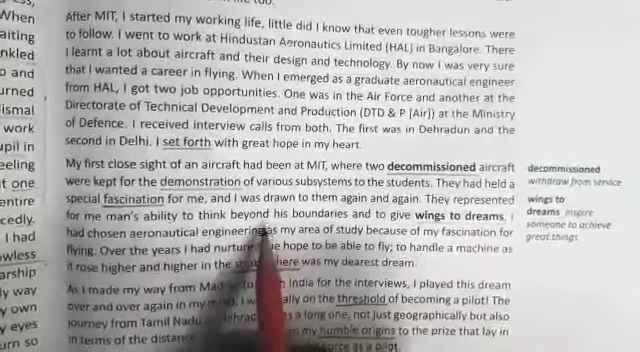 When
aiting
nkled
p and
urned
ismal
work
upil in
eeling
t one
entire
cedly.
I had
wless
arship
ly way
y own
y eyes
urn so
After MIT, I started my working life, little did I know that even tougher lessons were
to follow. I went to work at Hindustan Aeronautics Limited (HAL) in Bangalore. There
I learnt a lot about aircraft and their design and technology. By now I was very sure
that I wanted a career in flying. When I emerged as a graduate aeronautical engineer
from HAL, I got two job opportunities. One was in the Air Force and another at the
Directorate of Technical Development and Production (DTD & P [Air]) at the Ministry
of Defence. I received interview calls from both. The first was in Dehradun and the
second in Delhi. I set forth with great hope in my heart.
My first close sight of an aircraft had been at MIT, where two decommissioned aircraft
were kept for the demonstration of various subsystems to the students. They had held a
special fascination for me, and I was drawn to them again and again. They represented
for me man's ability to think beyond his boundaries and to give wings to dreams. I
had chosen aeronautical engineering as my area of study because of my fascination for
flying. Over the years I had nurture hope to be able to fly; to handle a machine as
it rose higher and higher in the here was my dearest dream.
As I made my way from Mad to India for the interviews, I played this dream
over and over again in my I ally on the threshold of becoming a pilot! The
journey from Tamil Nadu ehrad s a long one, not just geographically but also
in terms of the distance my humble origins to the prize that lay in
force as a pilot.
decommissioned
withdraw from service
wings to
dreams inspire
someone to achieve
great things